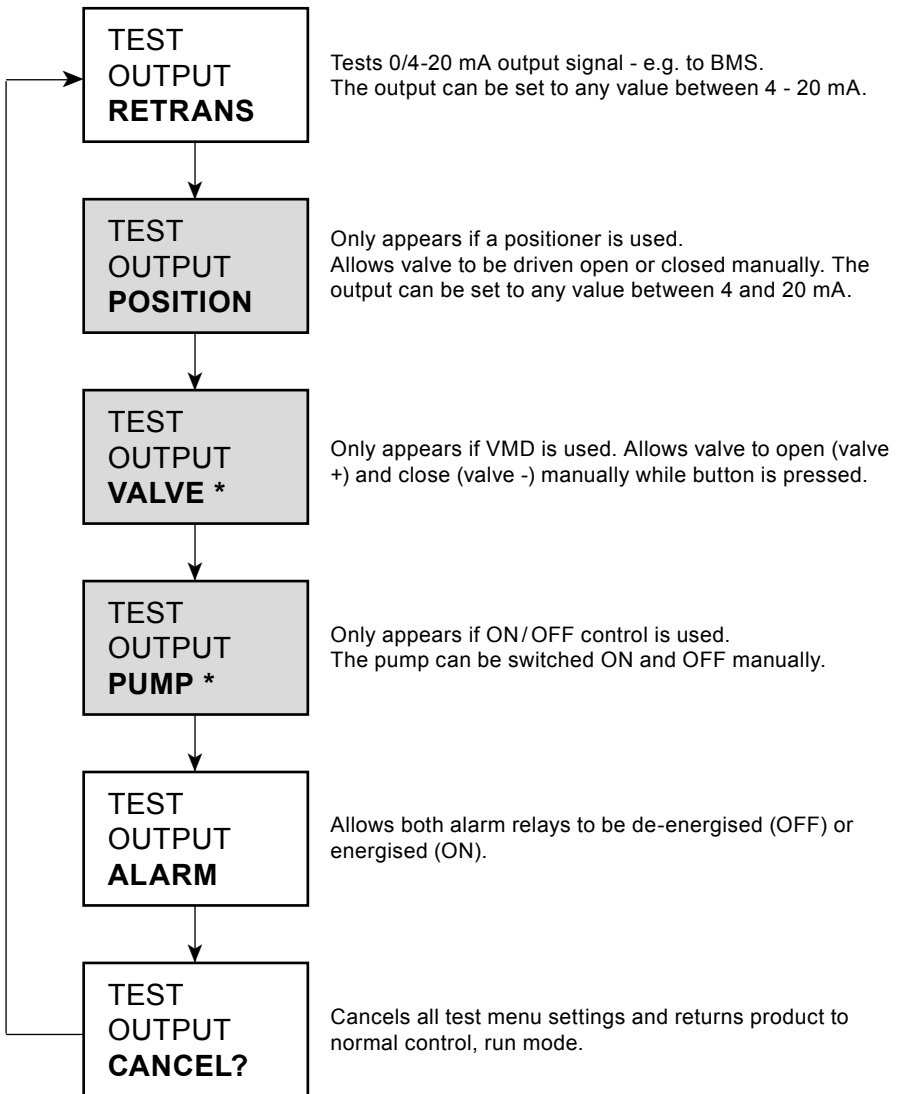 TEST
OUTPUT
RETRANS
Tests 0/4-20 mA output signal - e.g. to BMS.
The output can be set to any value between 4 - 20 mA.
TEST
OUTPUT
POSITION
Only appears if a positioner is used.
Allows valve to be driven open or closed manually. The
output can be set to any value between 4 and 20 mA.
TEST
OUTPUT
VALVE *
Only appears if VMD is used. Allows valve to open (valve
+) and close (valve -) manually while button is pressed.
TEST
OUTPUT
PUMP *
Only appears if ON/OFF control is used.
The pump can be switched ON and OFF manually.
TEST
OUTPUT
ALARM
Allows both alarm relays to be de-energised (OFF) or
energised (ON).
TEST
OUTPUT
CANCEL?
Cancels all test menu settings and returns product to
normal control, run mode.